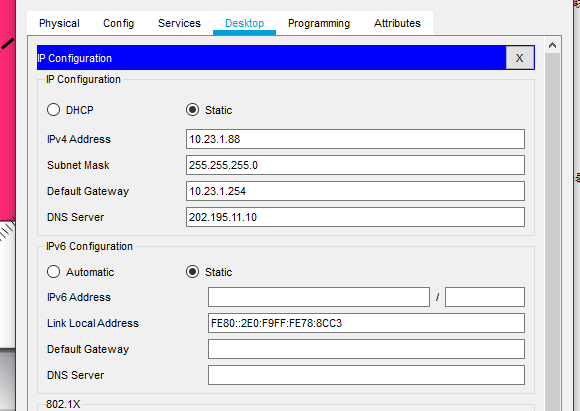 Physical Config Services Desktop Programming Attributes
IP Configuration X
IP Configuration
DHCP Static
IPv4 Address 10.23.1.88
Subnet Mask 255.255.255.0
Default Gateway 10.23.1.254
DNS Server 202.195.11.10
IPv6 Configuration
Automatic Static
IPv6 Address /
Link Local Address FE80::2E0:F9FF:FE78:8CC3
Default Gateway
DNS Server
802.1X